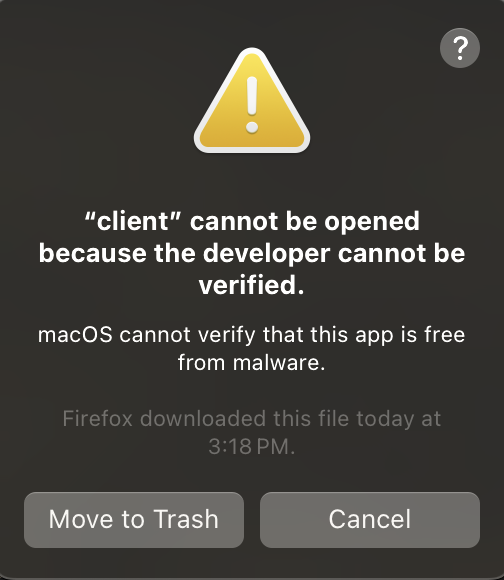 ?
“client” cannot be opened
because the developer cannot be
verified.
macOS cannot verify that this app is free
from malware.
Firefox downloaded this file today at
3:18 PM.
Move to Trash
Cancel